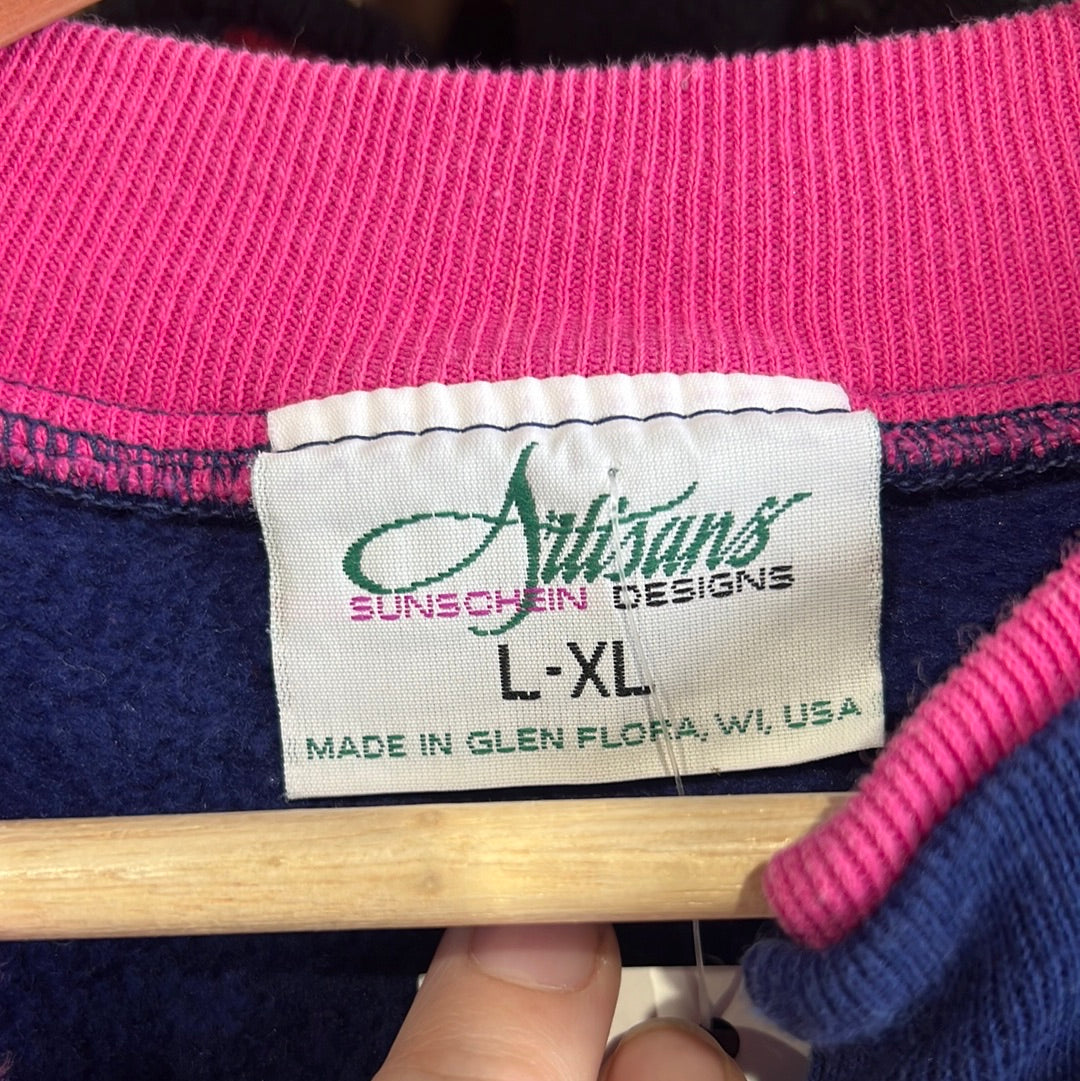 Artisans
SUNSCHEIN DESIGNS
L-XL
MADE IN GLEN FLORA, WI, USA